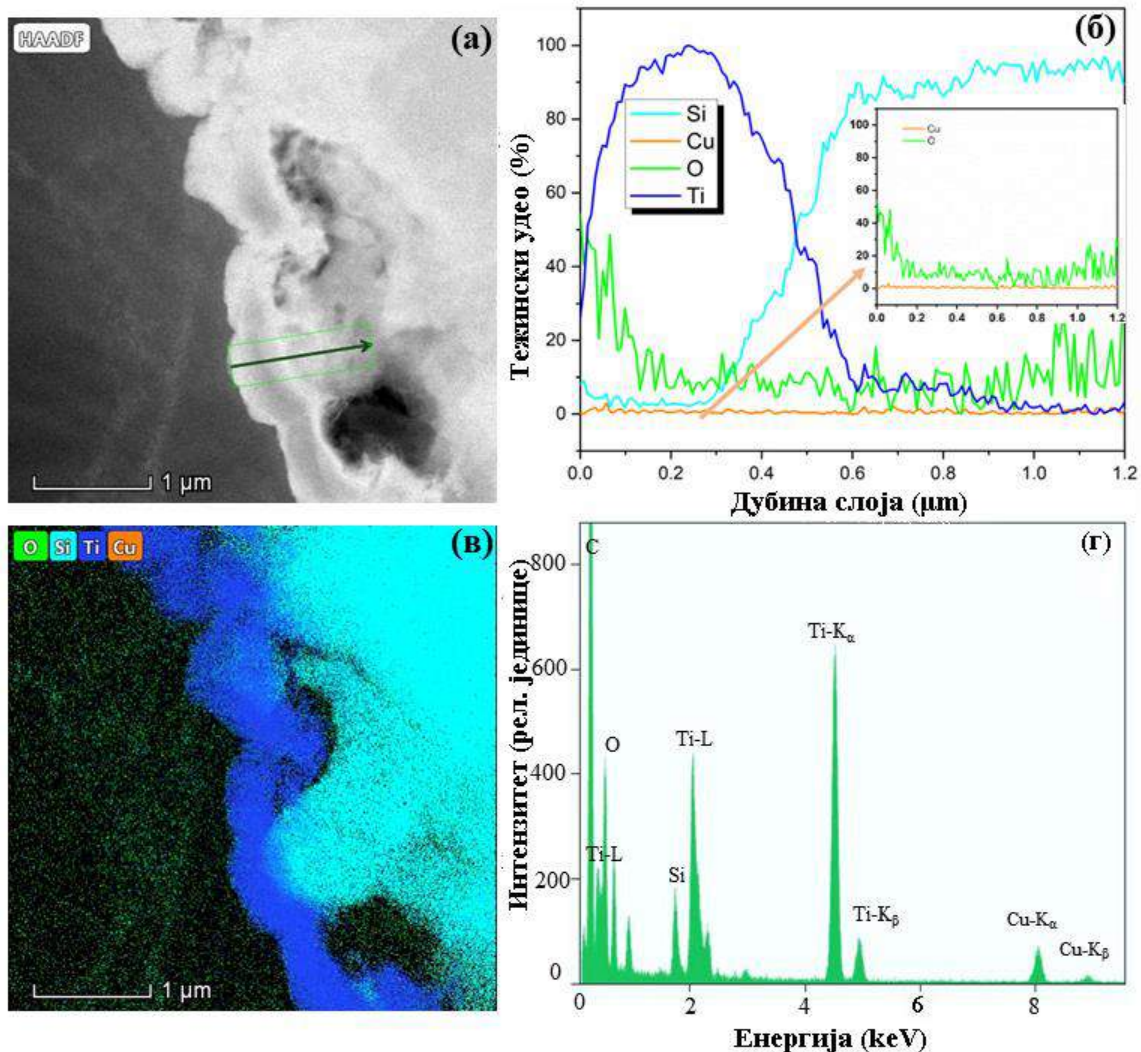 HAADF
(а)
1 µm
(б)
Тежински удео (%)
100
80
60
40
20
0
Si
Cu
O
Ti
Cu
O
100
80
60
40
20
10
0
0.0 0.2 0.4 0.6 0.8 1.0 1.2
0.0 0.2 0.4 0.6 0.8 1.0 1.2
Дубина слоја (µm)
O Si Ti Cu
(в)
1 µm
(г)
Интензитет (рел. јединице)
800
600
400
200
0
C
Ti-L
O
Si
Ti-L
Ti-Kα
Ti-Kβ
Cu-Kα
Cu-Kβ
0 2 4 6 8
Енергија (keV)